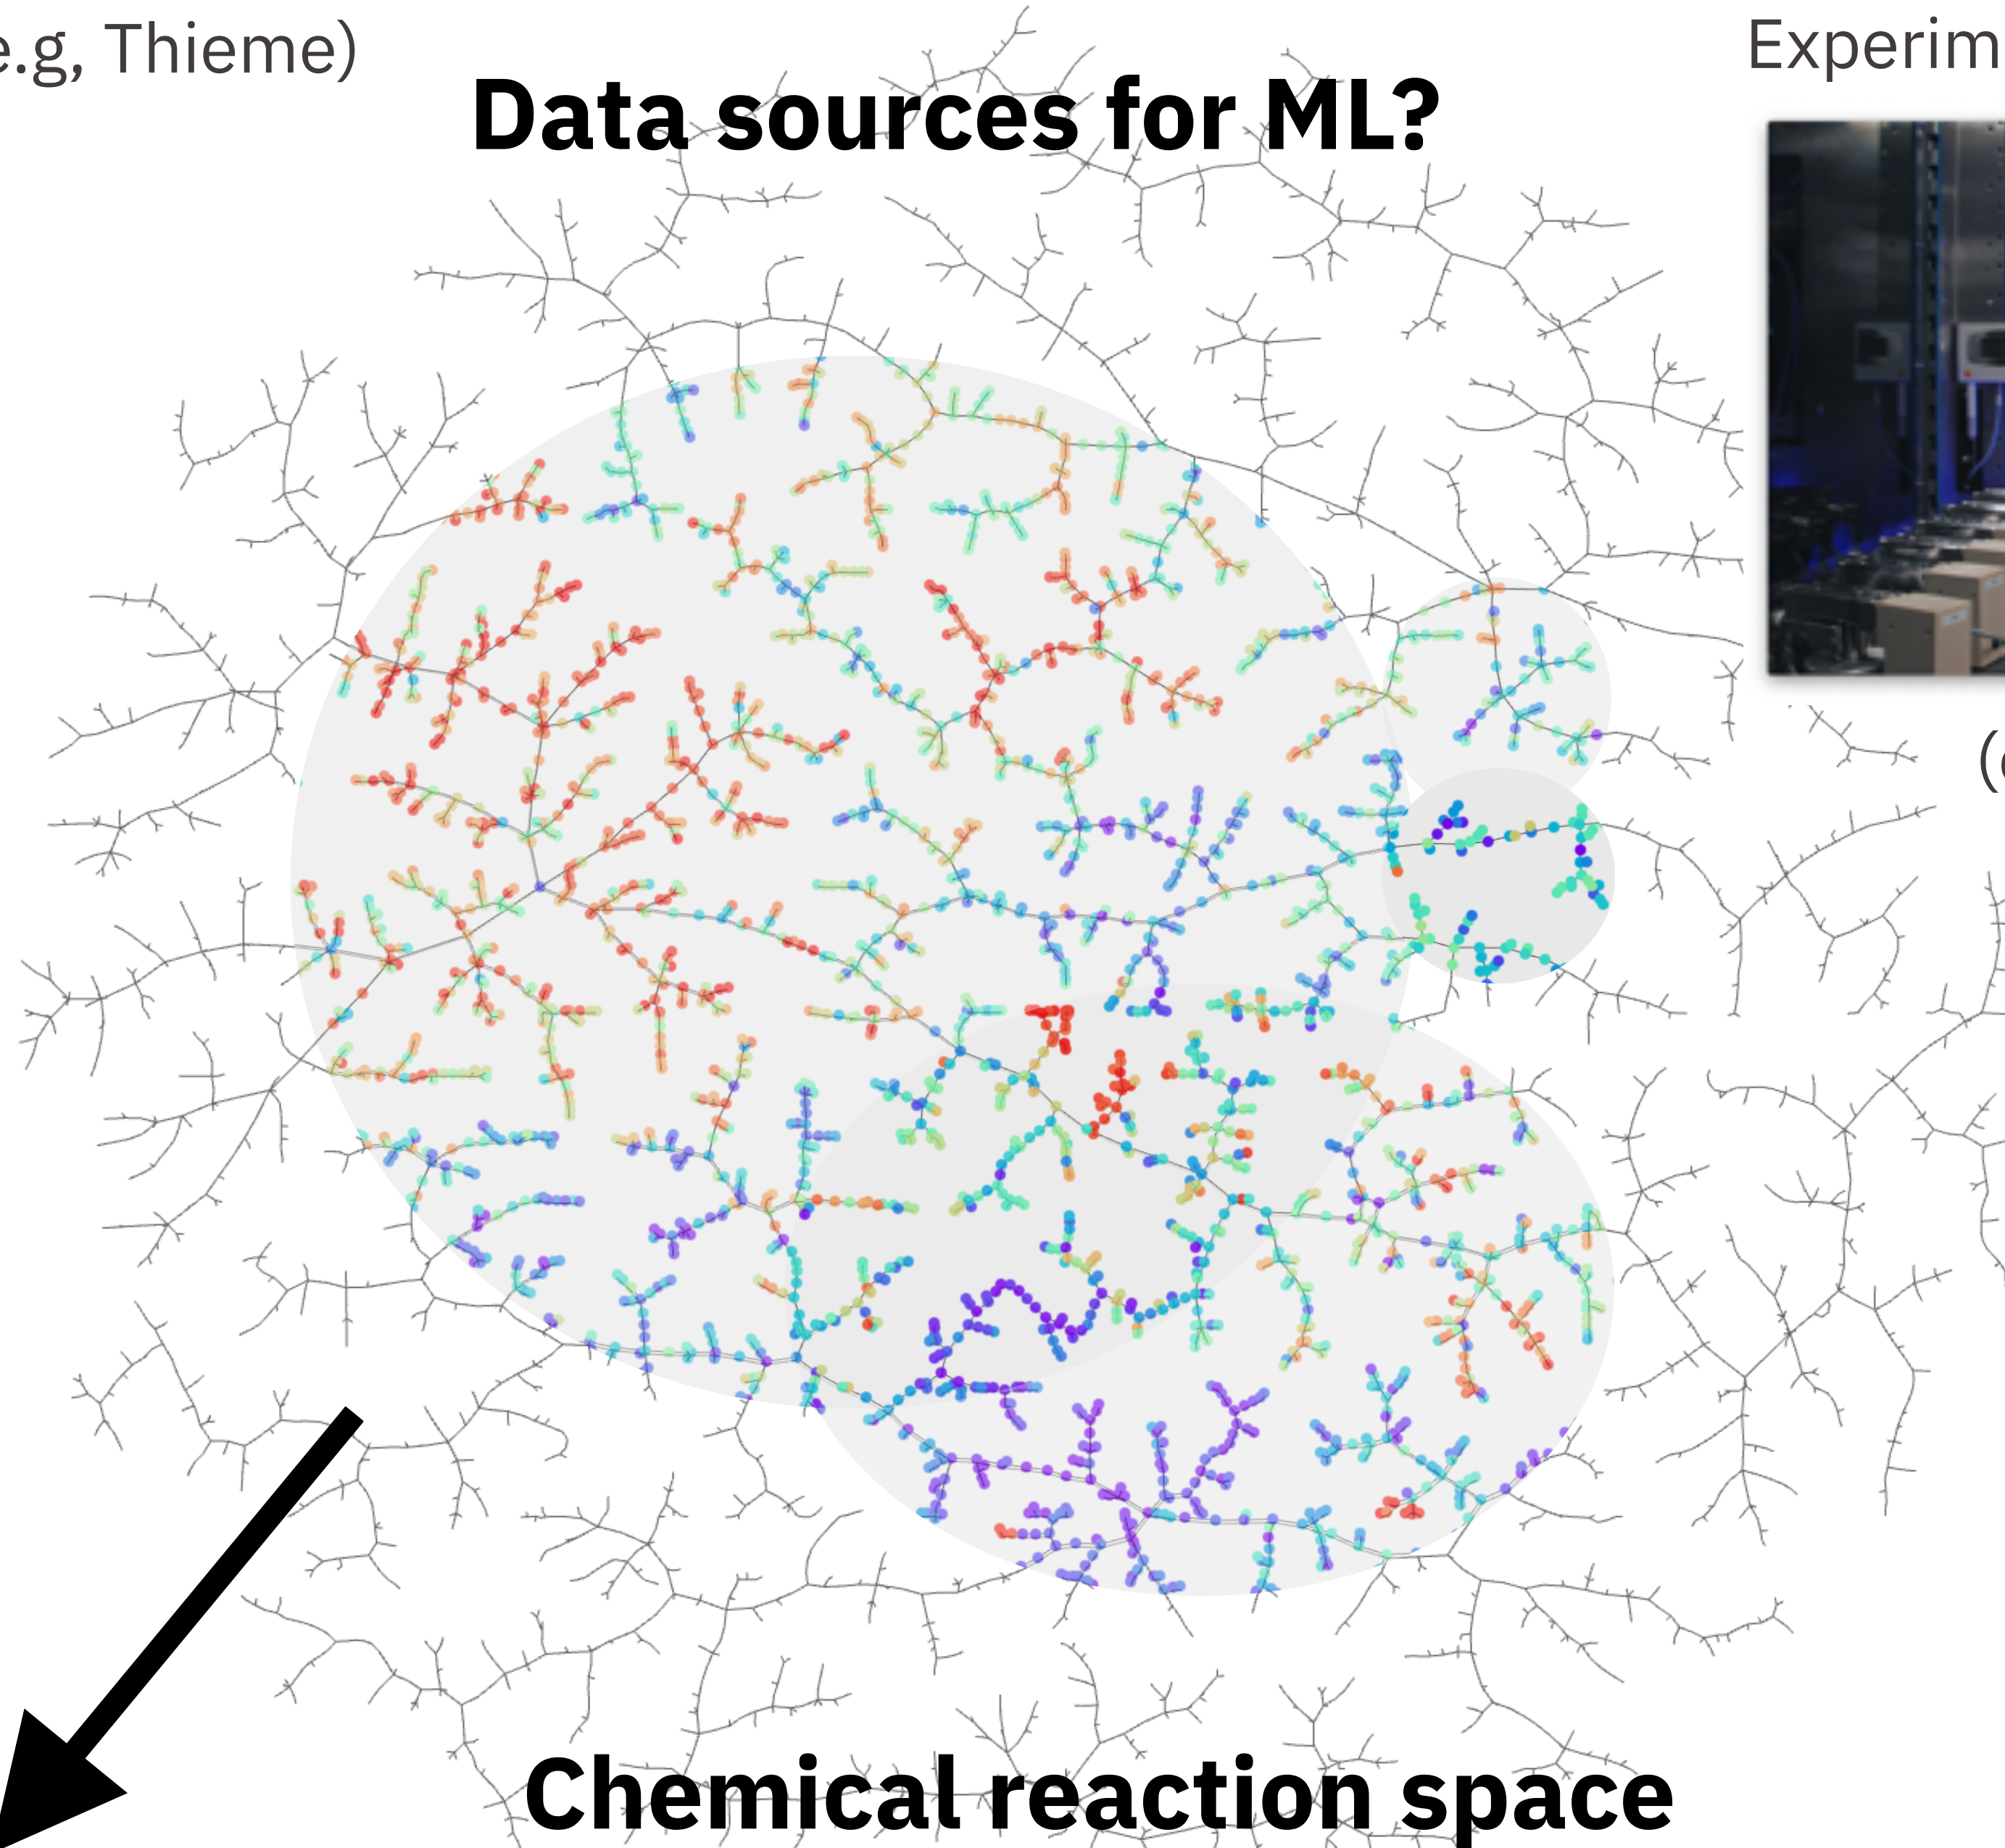 e.g, Thieme)
Experim
Data sources for ML?
(
Chemical reaction space